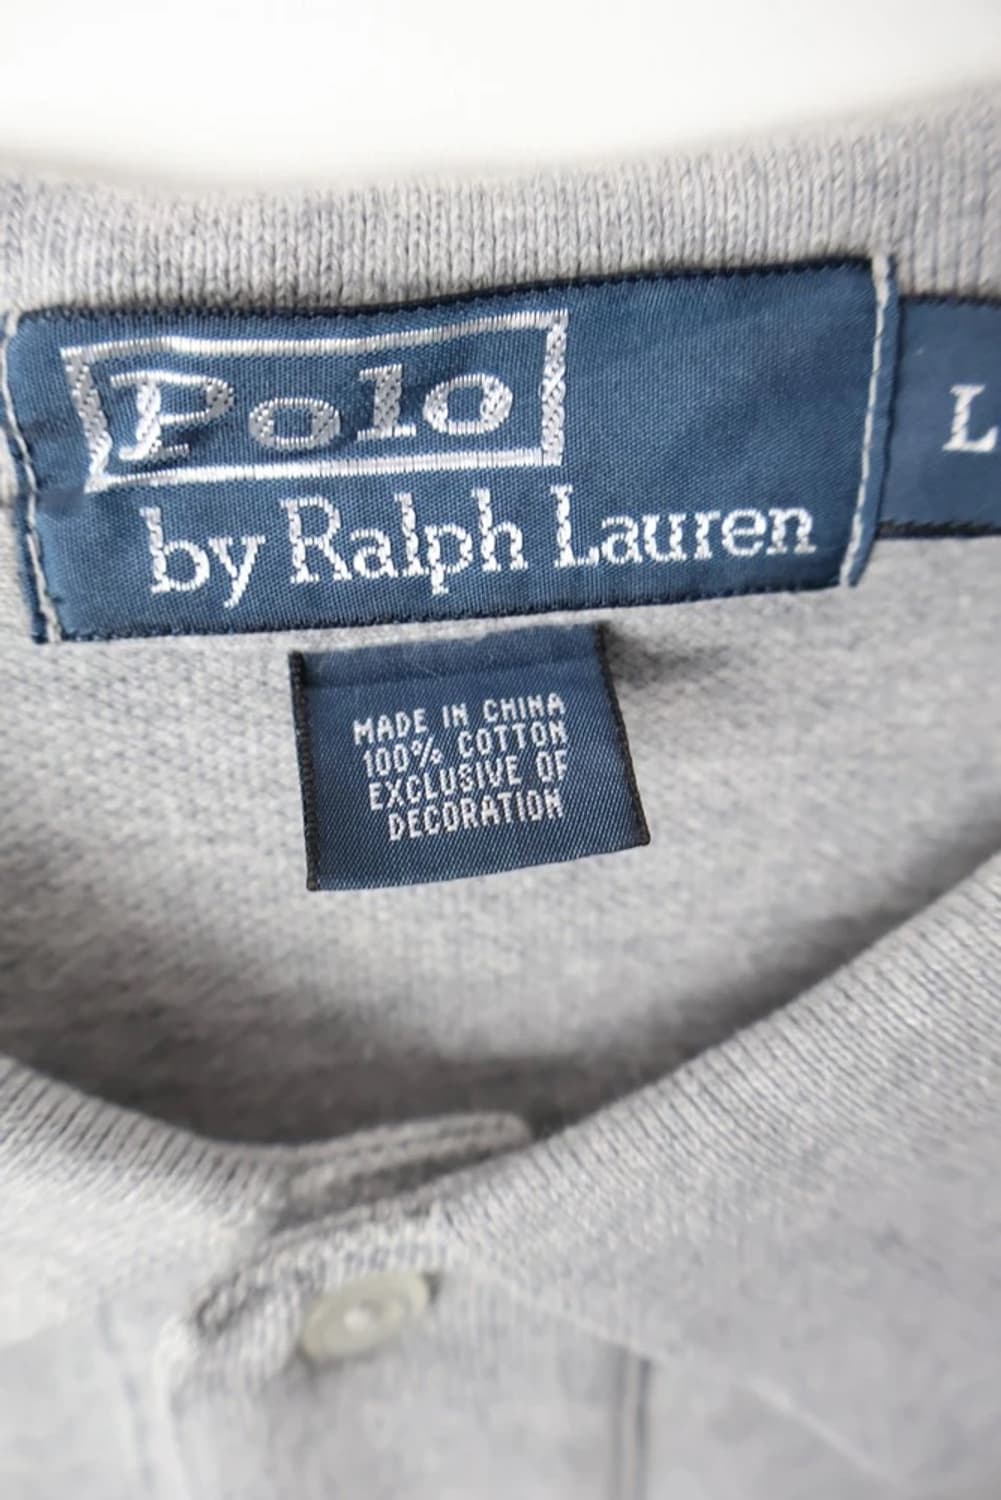 Polo
by Ralph Lauren
L
MADE IN CHINA
100% COTTON
EXCLUSIVE OF
DECORATION